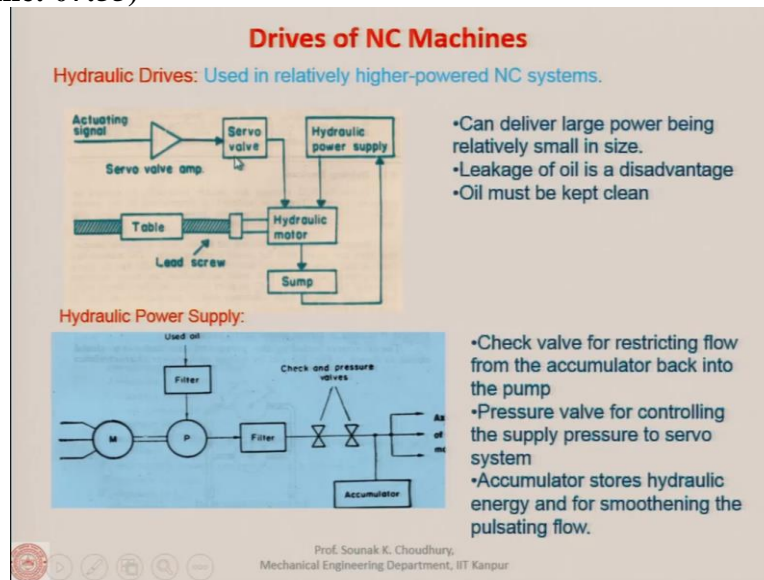 Drives of NC Machines
Hydraulic Drives: Used in relatively higher-powered NC systems.
Actuating
signal
Servo
valve
Hydraulic
power supply
Servo valve amp.
Table
Hydraulic
motor
Lead screw
Sump
•Can deliver large power being
relatively small in size.
•Leakage of oil is a disadvantage
•Oil must be kept clean
Hydraulic Power Supply:
Used oil
Filter
Check and pressure
valves
M
P
Filter
Accumulator
•Check valve for restricting flow
from the accumulator back into
the pump
•Pressure valve for controlling
the supply pressure to servo
system
•Accumulator stores hydraulic
energy and for smoothening the
pulsating flow.
Prof. Sounak K. Choudhury,
Mechanical Engineering Department, IIT Kanpur